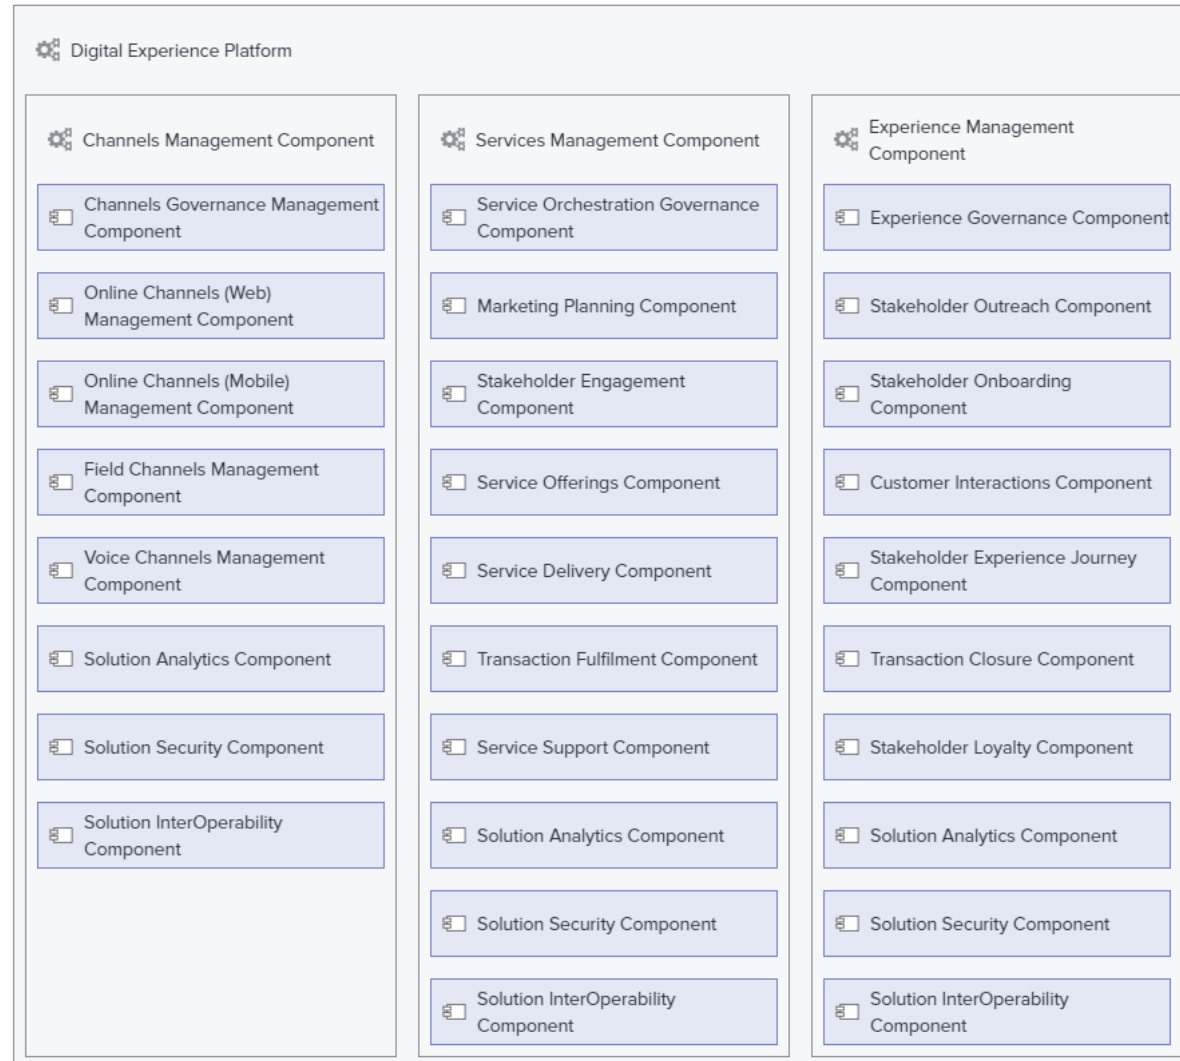 Digital Experience Platform
Channels Management Component
Channels Governance Management
Component
Online Channels (Web)
Management Component
Online Channels (Mobile)
Management Component
Field Channels Management
Component
Voice Channels Management
Component
Solution Analytics Component
Solution Security Component
Solution InterOperability
Component
Services Management Component
Service Orchestration Governance
Component
Marketing Planning Component
Stakeholder Engagement
Component
Service Offerings Component
Service Delivery Component
Transaction Fulfilment Component
Service Support Component
Solution Analytics Component
Solution Security Component
Solution InterOperability
Component
Experience Management
Component
Experience Governance Component
Stakeholder Outreach Component
Stakeholder Onboarding
Component
Customer Interactions Component
Stakeholder Experience Journey
Component
Transaction Closure Component
Stakeholder Loyalty Component
Solution Analytics Component
Solution Security Component
Solution InterOperability
Component